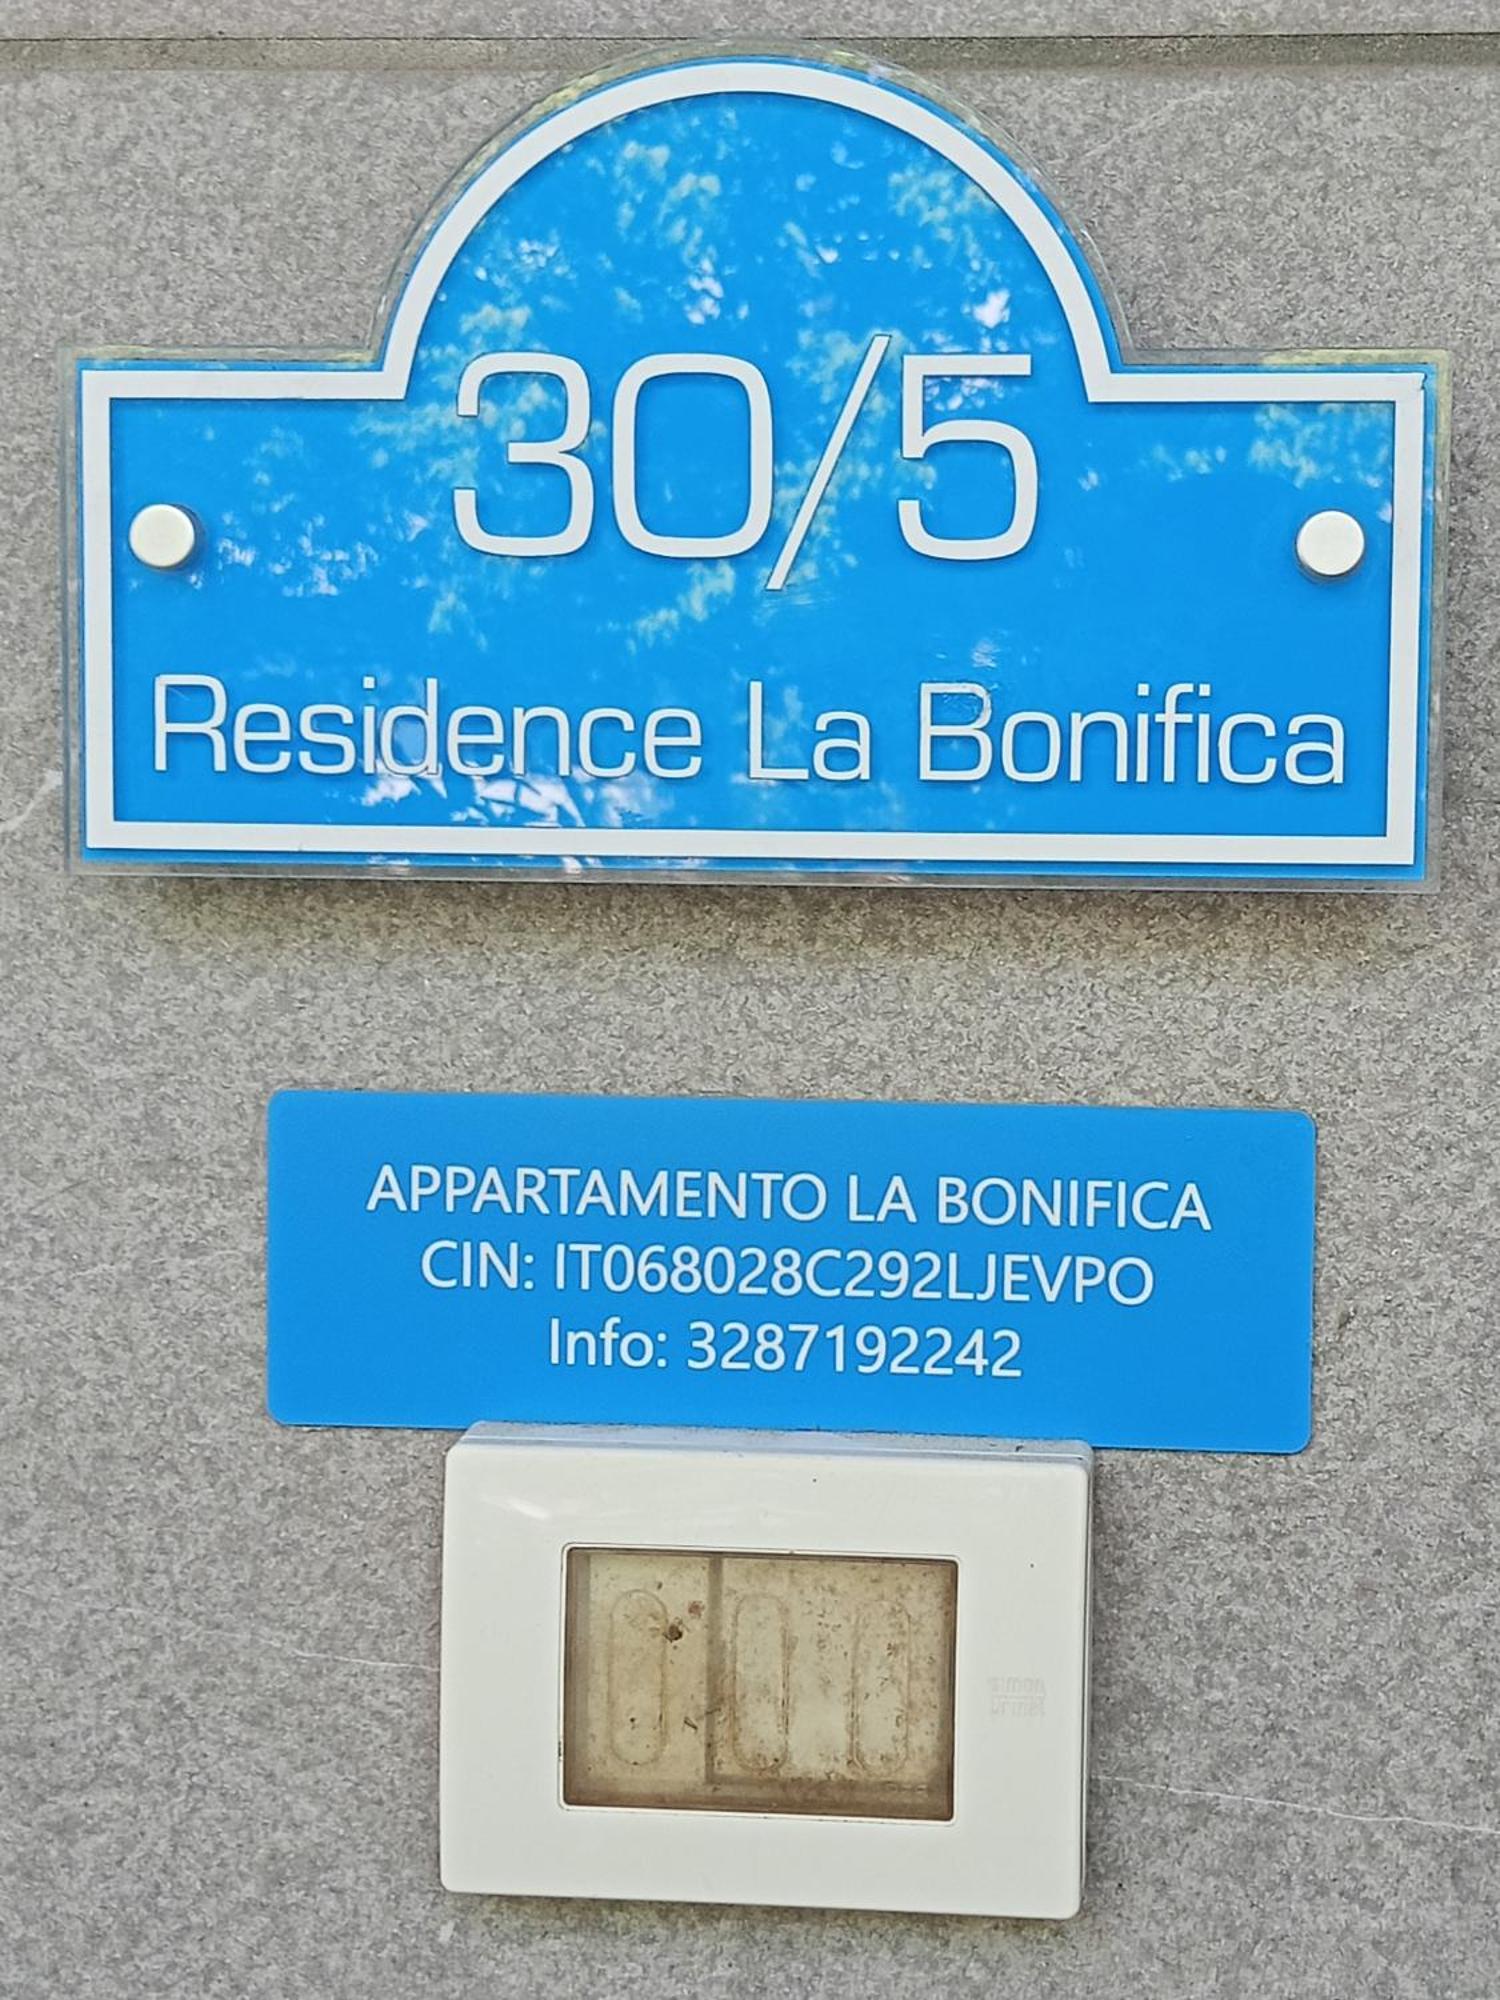 30/5
Residence La Bonifica
APPARTAMENTO LA BONIFICA
CIN: IT068028C292LJEVPO
Info: 3287192242